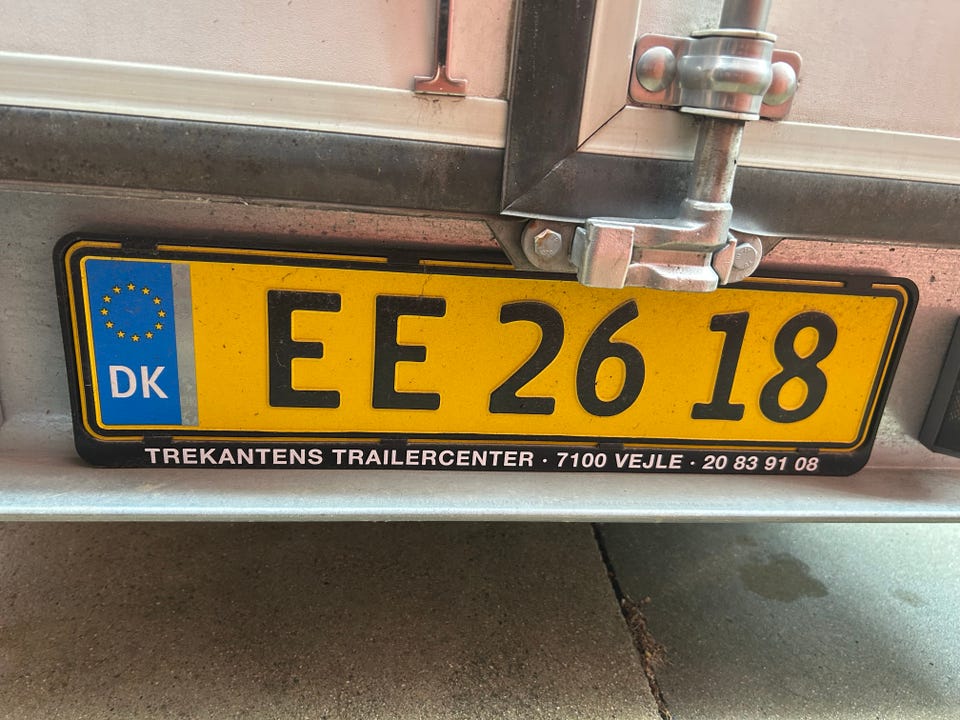 DK
EE 26 18
TREKANTENS TRAILERCENTER · 7100 VEJLE · 20 83 91 08